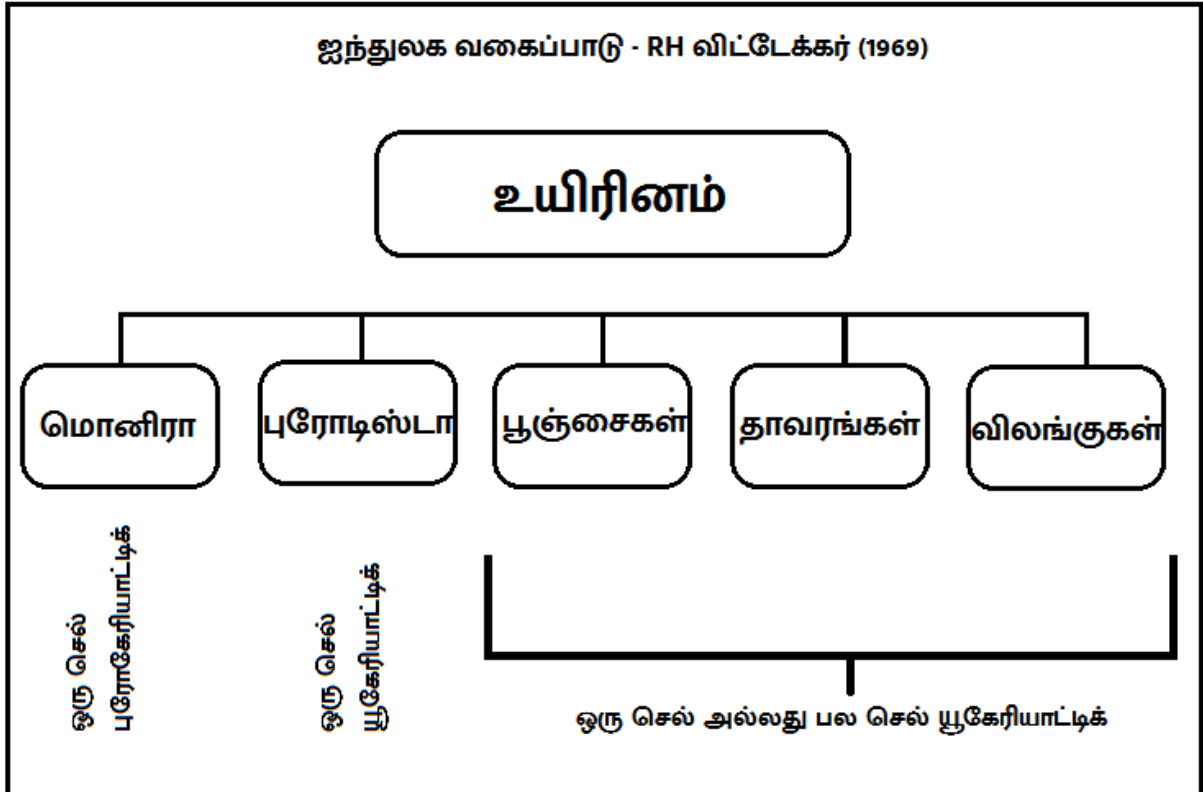 ஐந்துலக வகைப்பாடு - RH விட்டேக்கர் (1969)
உயிரினம்
மொனிரா
புரோடிஸ்டா
பூஞ்சைகள்
தாவரங்கள்
விலங்குகள்
ஒரு செல்
புரோகேரியாட்டிக்
ஒரு செல்
யூகேரியாட்டிக்
ஒரு செல் அல்லது பல செல் யூகேரியாட்டிக்